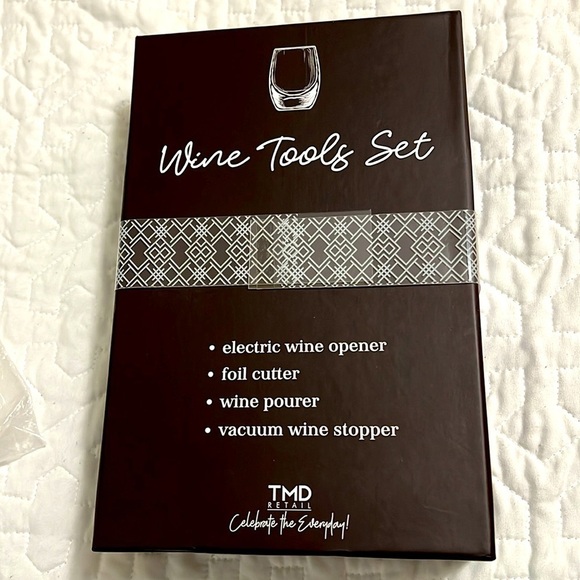 Wine Tools Set
• electric wine opener
• foil cutter
• wine pourer
• vacuum wine stopper
TMD
RETAIL
Celebrate the Everyday!